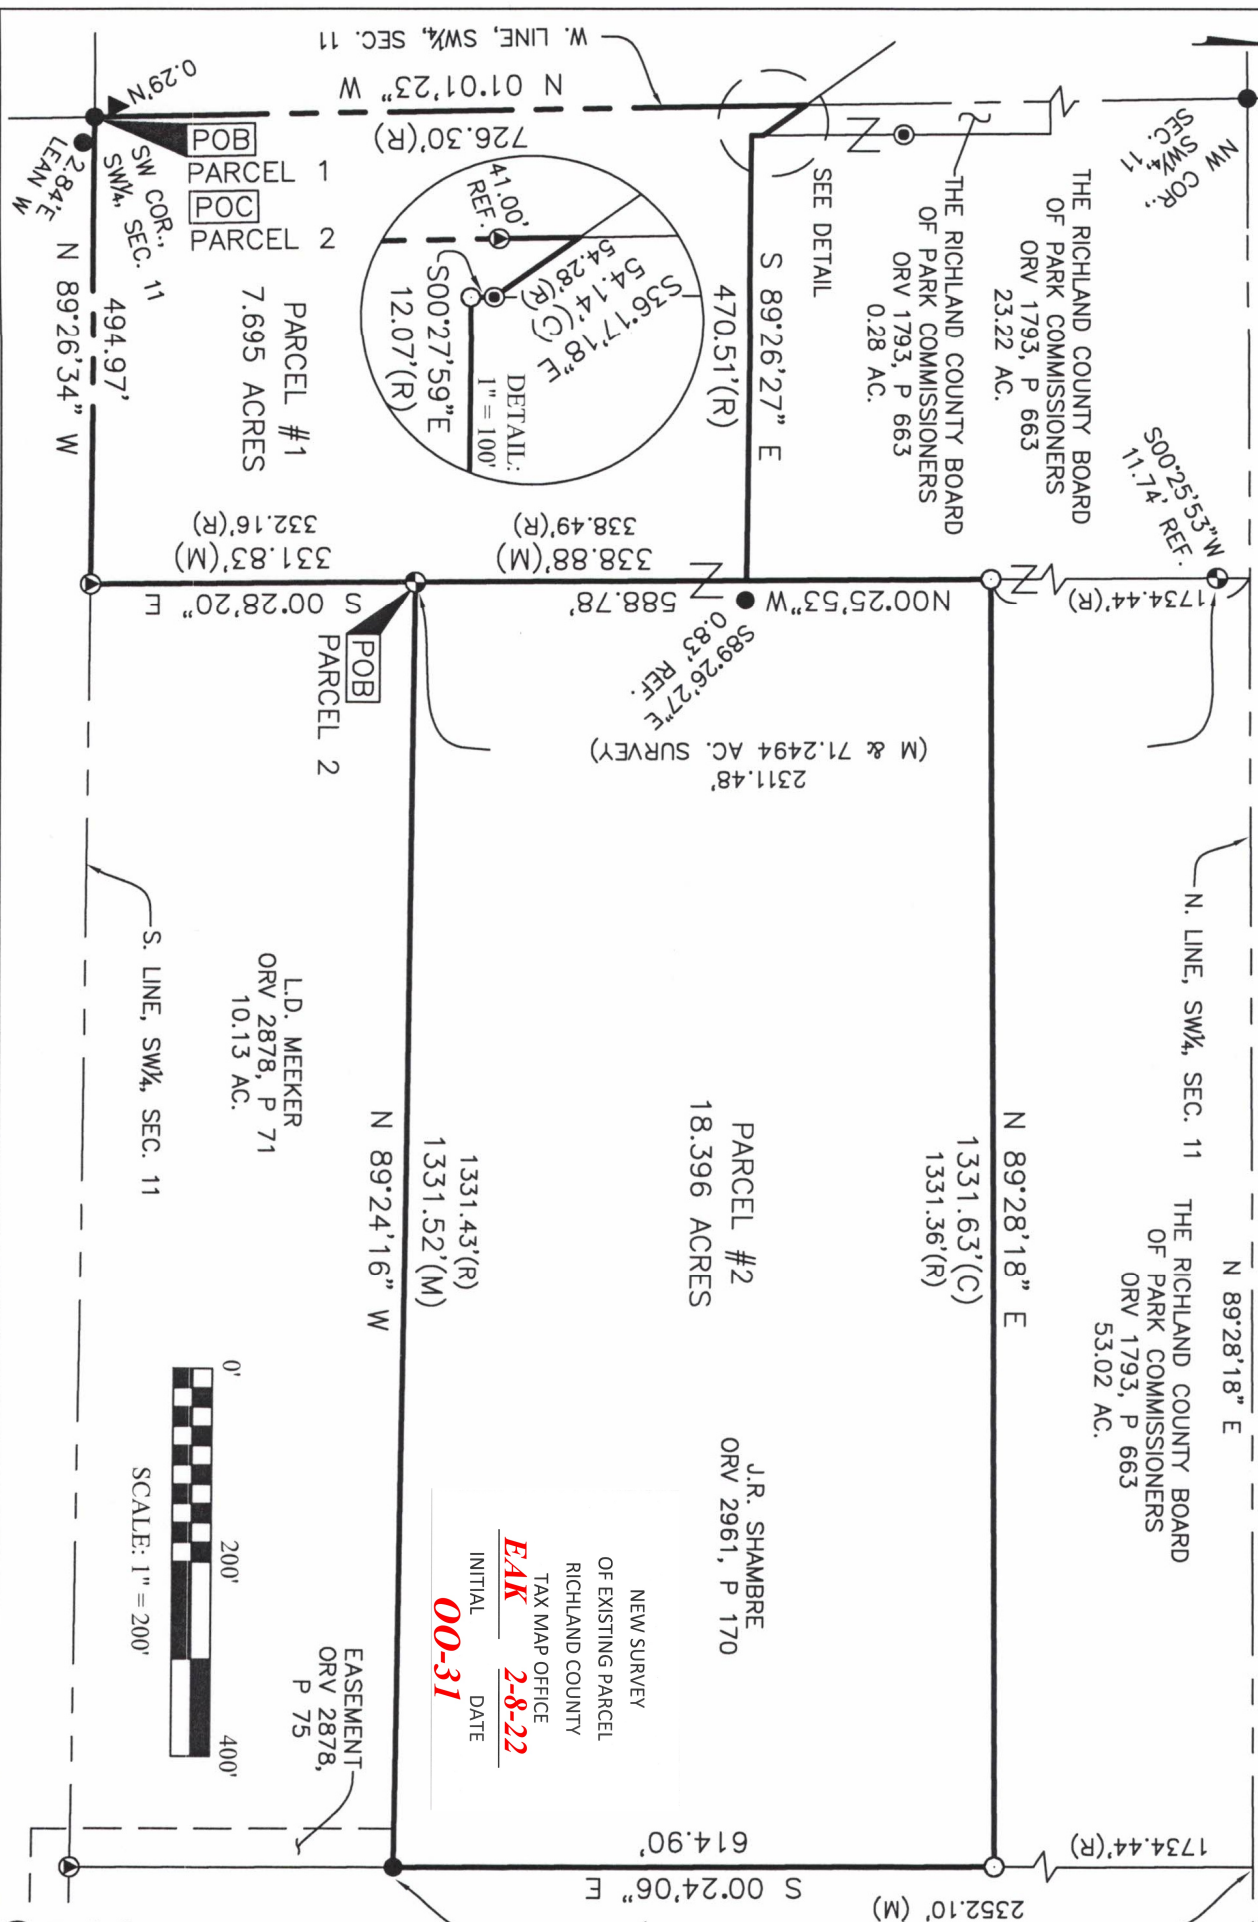 W. LINE, SW¼, SEC. 11
N 01°01'23" W
726.30'(R)
0.29'N
2.84'E
LEAN W
SW COR.,
SW¼, SEC. 11
POB
PARCEL 1
POC
PARCEL 2
NW COR.,
SW¼,
SEC. 11
THE RICHLAND COUNTY BOARD
OF PARK COMMISSIONERS
ORV 1793, P 663
23.22 AC.
THE RICHLAND COUNTY BOARD
OF PARK COMMISSIONERS
ORV 1793, P 663
0.28 AC.
SEE DETAIL
S 89°26'27" E
470.51'(R)
41.00'
REF.
S36°17'18"E
54.14'(C)
54.28'(R)
S00°27'59"E
12.07'(R)
DETAIL:
1" = 100'
PARCEL #1
7.695 ACRES
494.97'
N 89°26'34" W
S00°25'53"W
11.74' REF.
1734.44'(R)
N00°25'53"W
588.78'
338.88'(M)
338.49'(R)
331.83'(M)
332.16'(R)
S 00°28'20" E
S89°26'27"E
0.83' REF.
POB
PARCEL 2
2311.48'
(M & 71.2494 AC. SURVEY)
N. LINE, SW¼, SEC. 11
N 89°28'18" E
THE RICHLAND COUNTY BOARD
OF PARK COMMISSIONERS
ORV 1793, P 663
53.02 AC.
N 89°28'18" E
1331.63'(C)
1331.36'(R)
PARCEL #2
18.396 ACRES
J.R. SHAMBRE
ORV 2961, P 170
1331.43'(R)
1331.52'(M)
N 89°24'16" W
L.D. MEEKER
ORV 2878, P 71
10.13 AC.
S. LINE, SW¼, SEC. 11
NEW SURVEY
OF EXISTING PARCEL
RICHLAND COUNTY
TAX MAP OFFICE
EAK 2-8-22
INITIAL DATE
OO-31
0' 200' 400'
SCALE: 1" = 200'
EASEMENT
ORV 2878,
P 75
614.90'
S 00°24'06" E
1734.44'(R)
2352.10' (M)